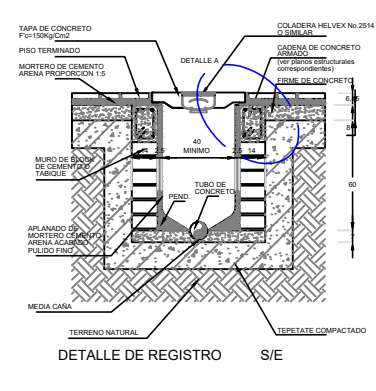 TAPA DE CONCRETO
F'c=150Kg/Cm2
COLADERA HELVEX No.2514
O SIMILAR
PISO TERMINADO
DETALLE A
CADENA DE CONCRETO
ARMADO
(ver planos estructurales
correspondientes)
MORTERO DE CEMENTO
ARENA PROPORCION 1:5
FIRME DE CONCRETO
8
40
MINIMO
14
2.5
2.5
14
MURO DE BLOCK
DE CEMENTO O
TABIQUE
60
PEND.
TUBO DE
CONCRETO
APLANADO DE
MORTERO CEMENTO
ARENA ACABADO
PULIDO FINO
MEDIA CAÑA
TERRENO NATURAL
TEPETATE COMPACTADO
DETALLE DE REGISTRO S/E